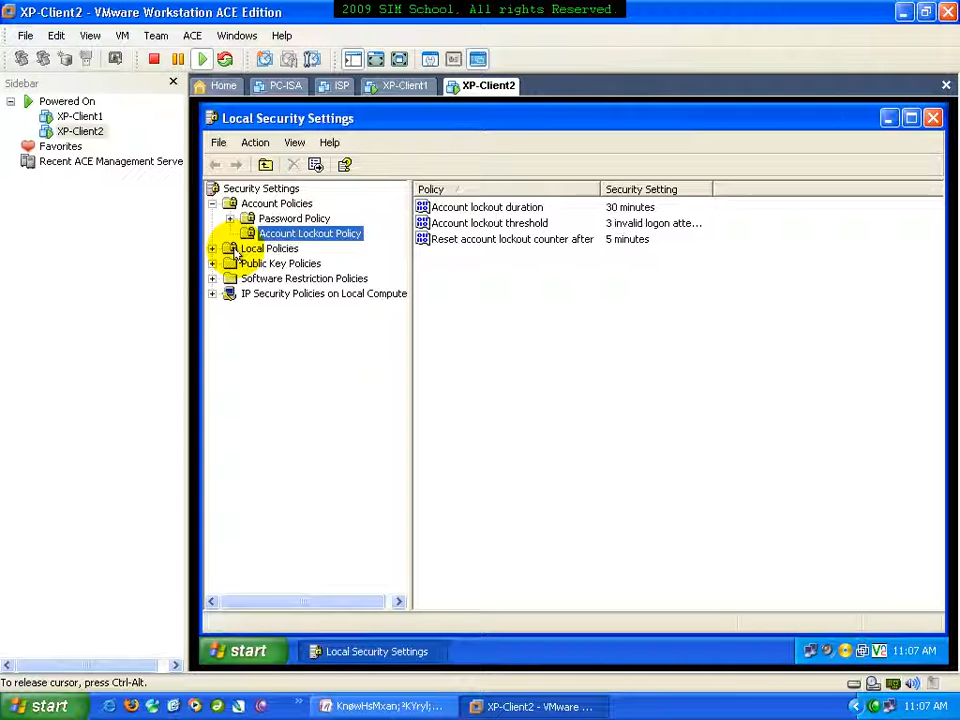 XP-Client2 - VMware Workstation ACE Edition
2009 SIM School, All rights Reserved.
File Edit View VM Team ACE Windows Help
Sidebar
Home PC-ISA ISP XP-Client1 XP-Client2
Powered On
XP-Client1
XP-Client2
Favorites
Recent ACE Management Serve
Local Security Settings
File Action View Help
Security Settings
Account Policies
Password Policy
Account Lockout Policy
Local Policies
Public Key Policies
Software Restriction Policies
IP Security Policies on Local Compute
Policy Security Setting
Account lockout duration 30 minutes
Account lockout threshold 3 invalid logon atte...
Reset account lockout counter after 5 minutes
start Local Security Settings 11:07 AM
To release cursor, press Ctrl-Alt.
start XP-Client2 - VMware ... 11:07 AM